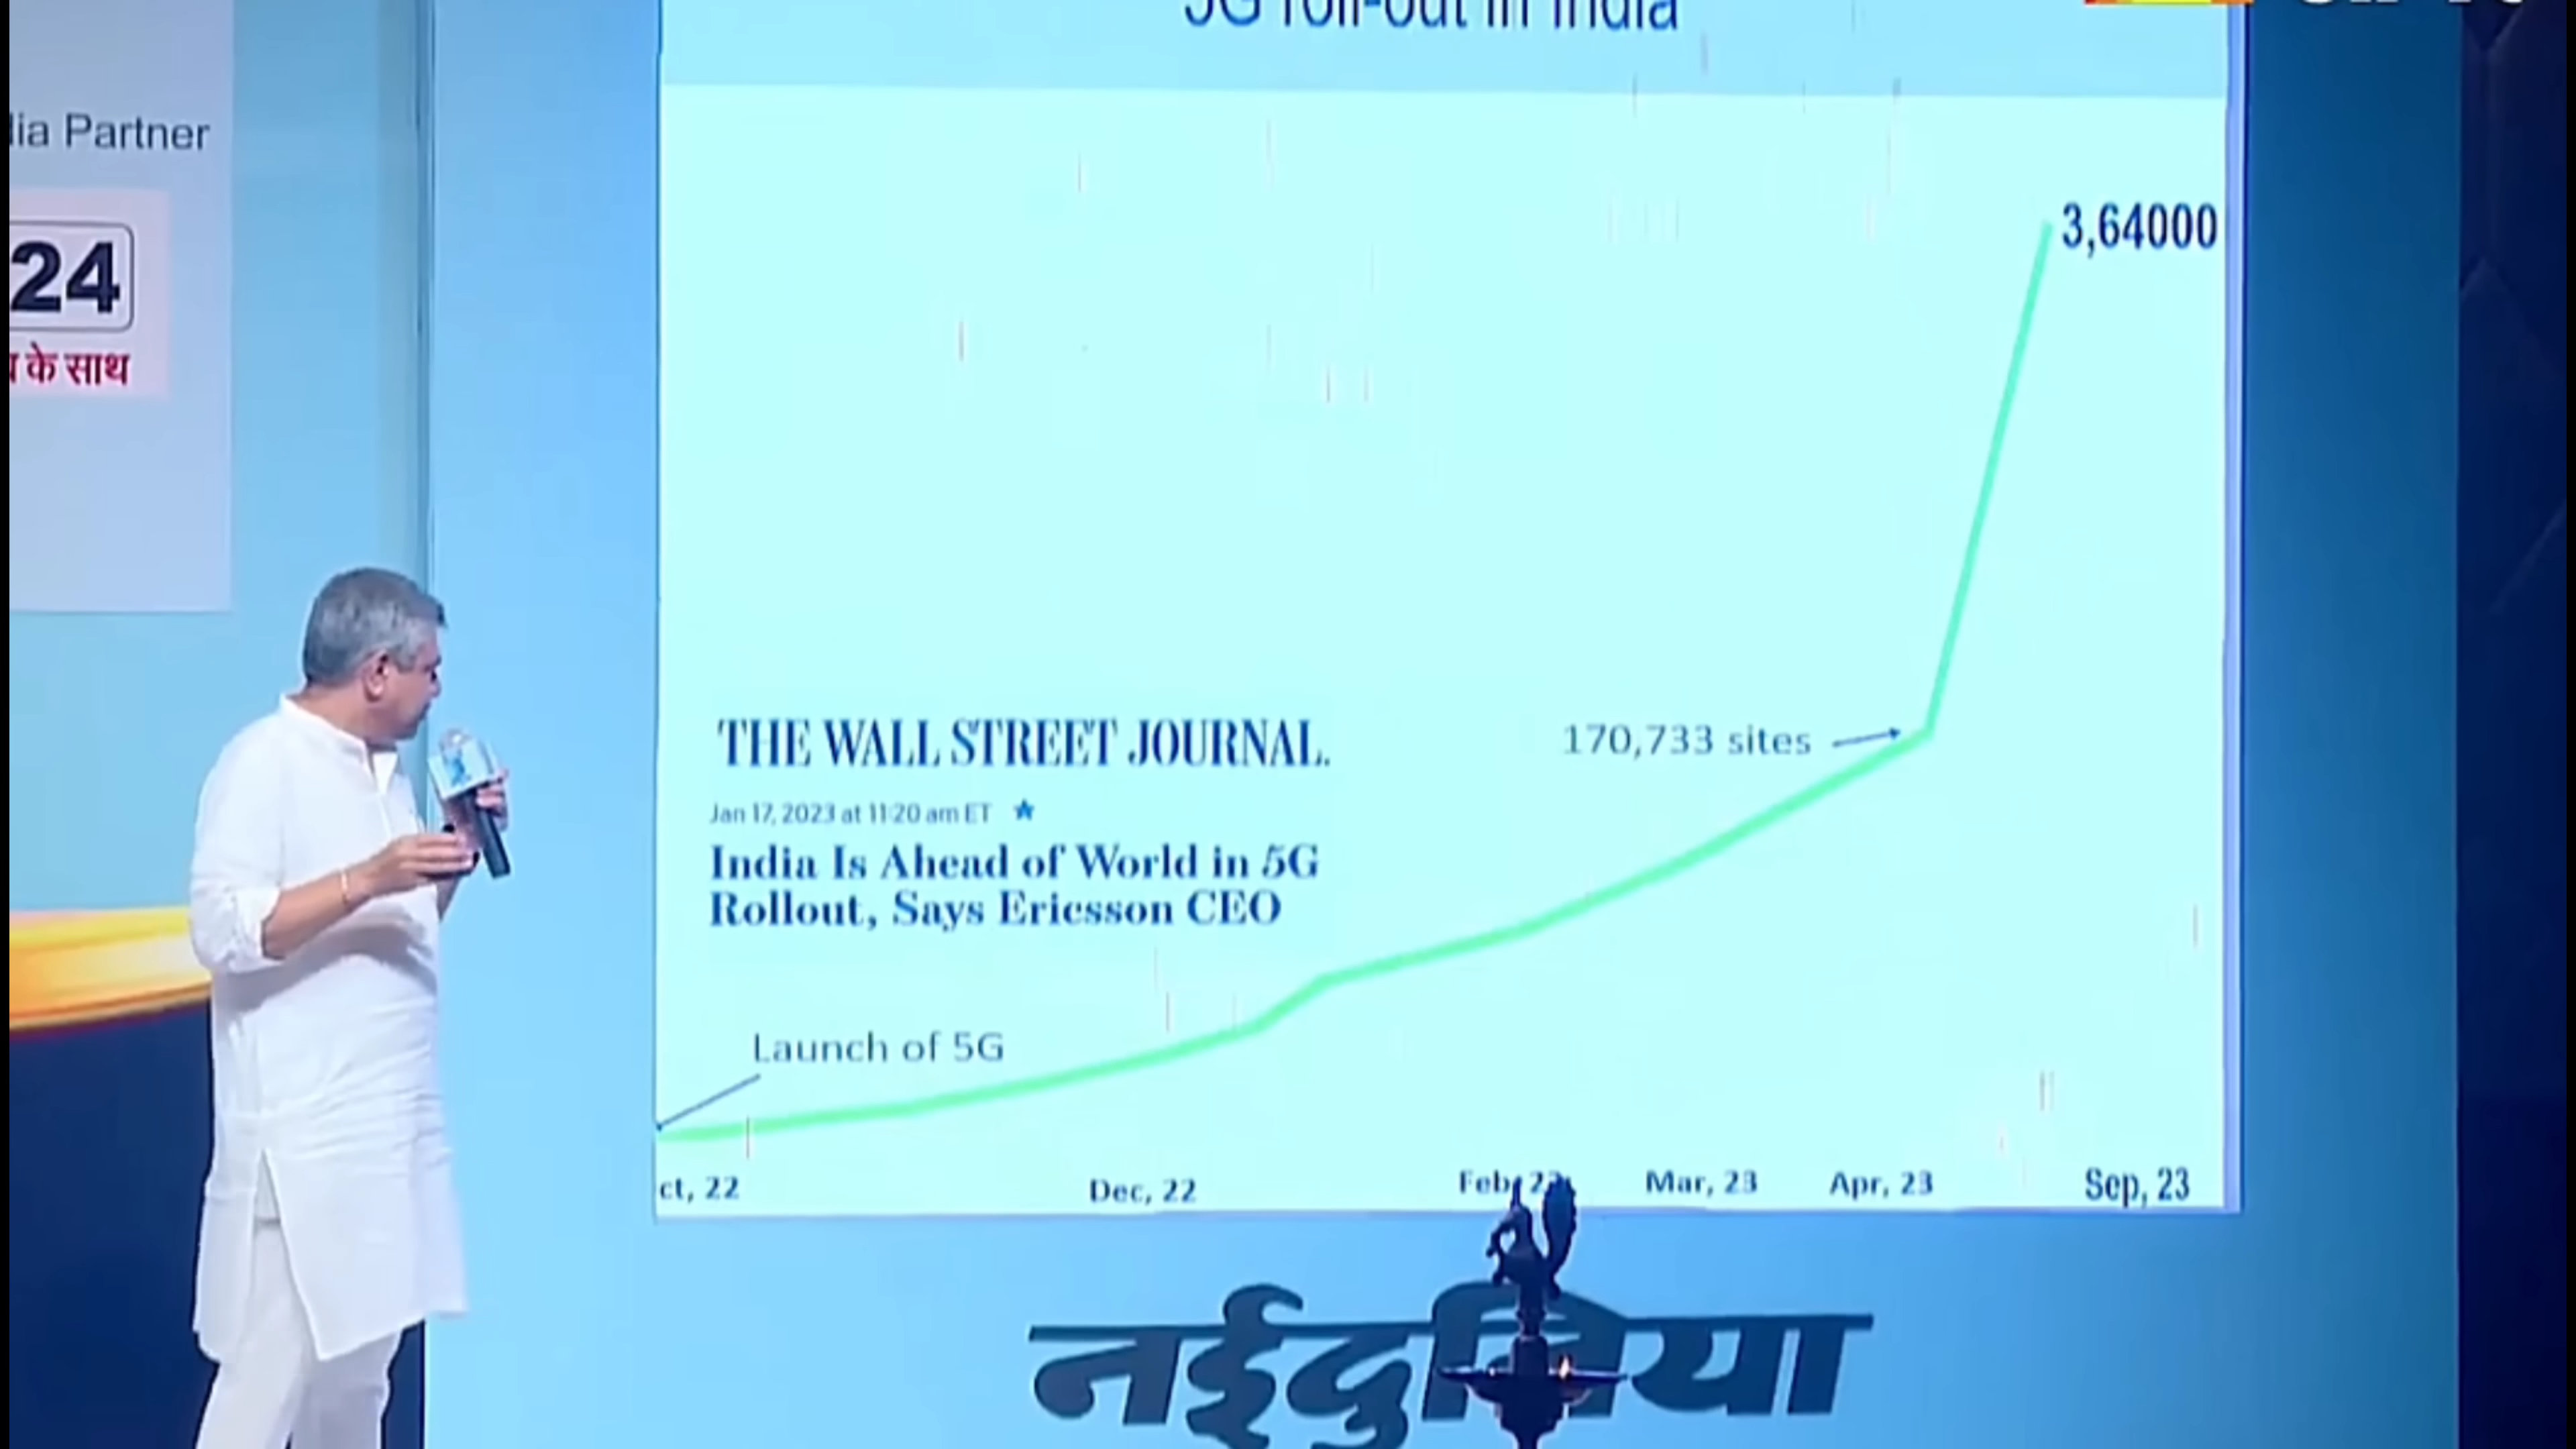 5G roll-out in India
Partner
24
के साथ
3,64000
THE WALL STREET JOURNAL.
170,733 sites
Jan 17, 2023 at 11:20 am ET
India Is Ahead of World in 5G
Rollout, Says Ericsson CEO
Launch of 5G
ct, 22
Dec, 22
Feb, 23
Mar, 23
Apr, 23
Sep, 23
नईदुनिया